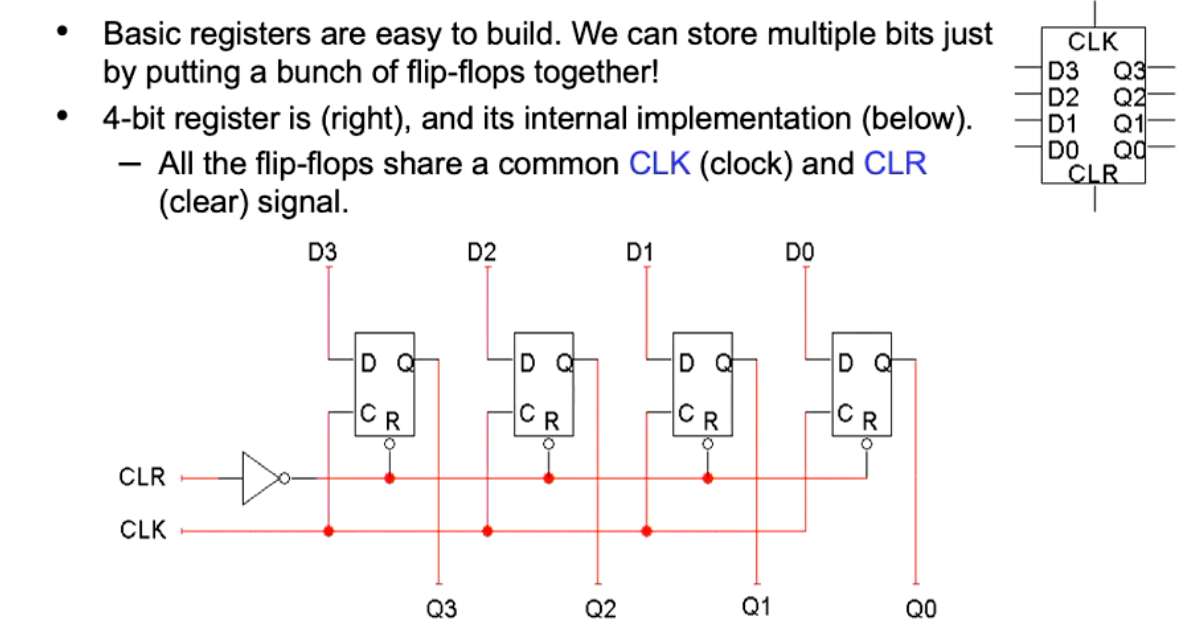 • Basic registers are easy to build. We can store multiple bits just
by putting a bunch of flip-flops together!
• 4-bit register is (right), and its internal implementation (below).
– All the flip-flops share a common CLK (clock) and CLR
(clear) signal.
CLK
D3 Q3
D2 Q2
D1 Q1
D0 Q0
CLR
D3 D2 D1 D0
D Q D Q D Q D Q
C R C R C R C R
CLR
CLK
Q3 Q2 Q1 Q0